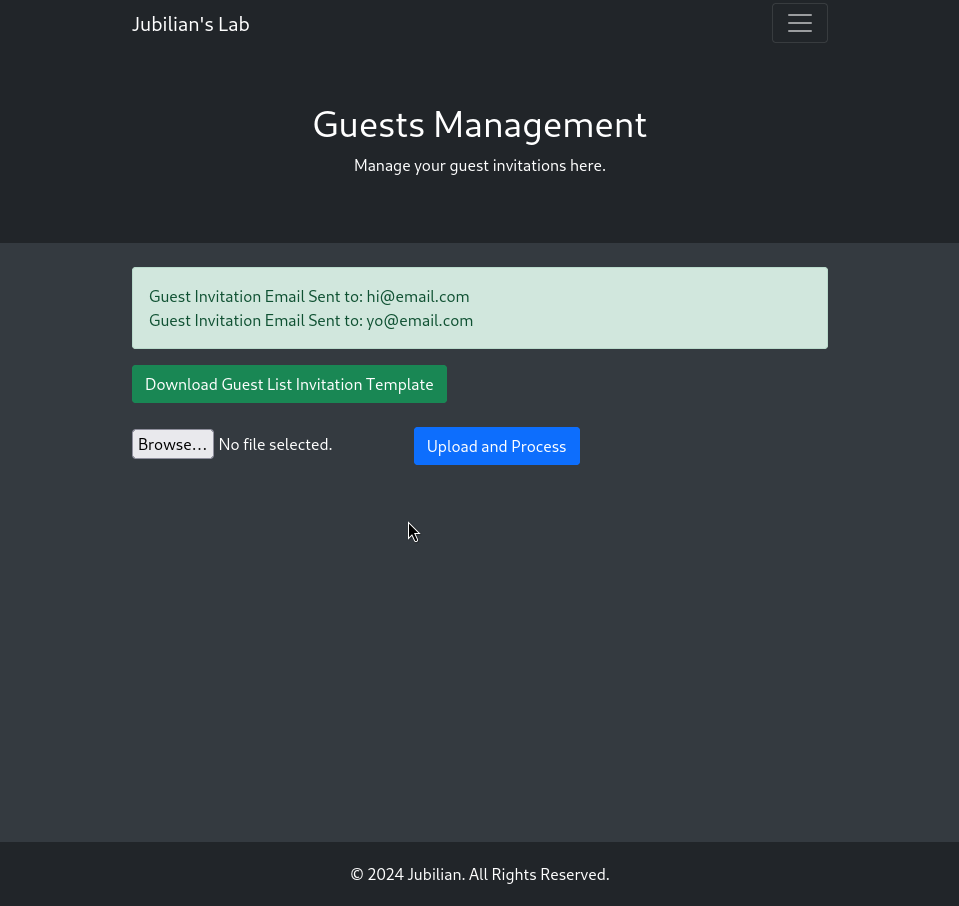 Jubilian's Lab
Guests Management
Manage your guest invitations here.
Guest Invitation Email Sent to: hi@email.com
Guest Invitation Email Sent to: yo@email.com
Download Guest List Invitation Template
Browse... No file selected. Upload and Process
© 2024 Jubilian. All Rights Reserved.